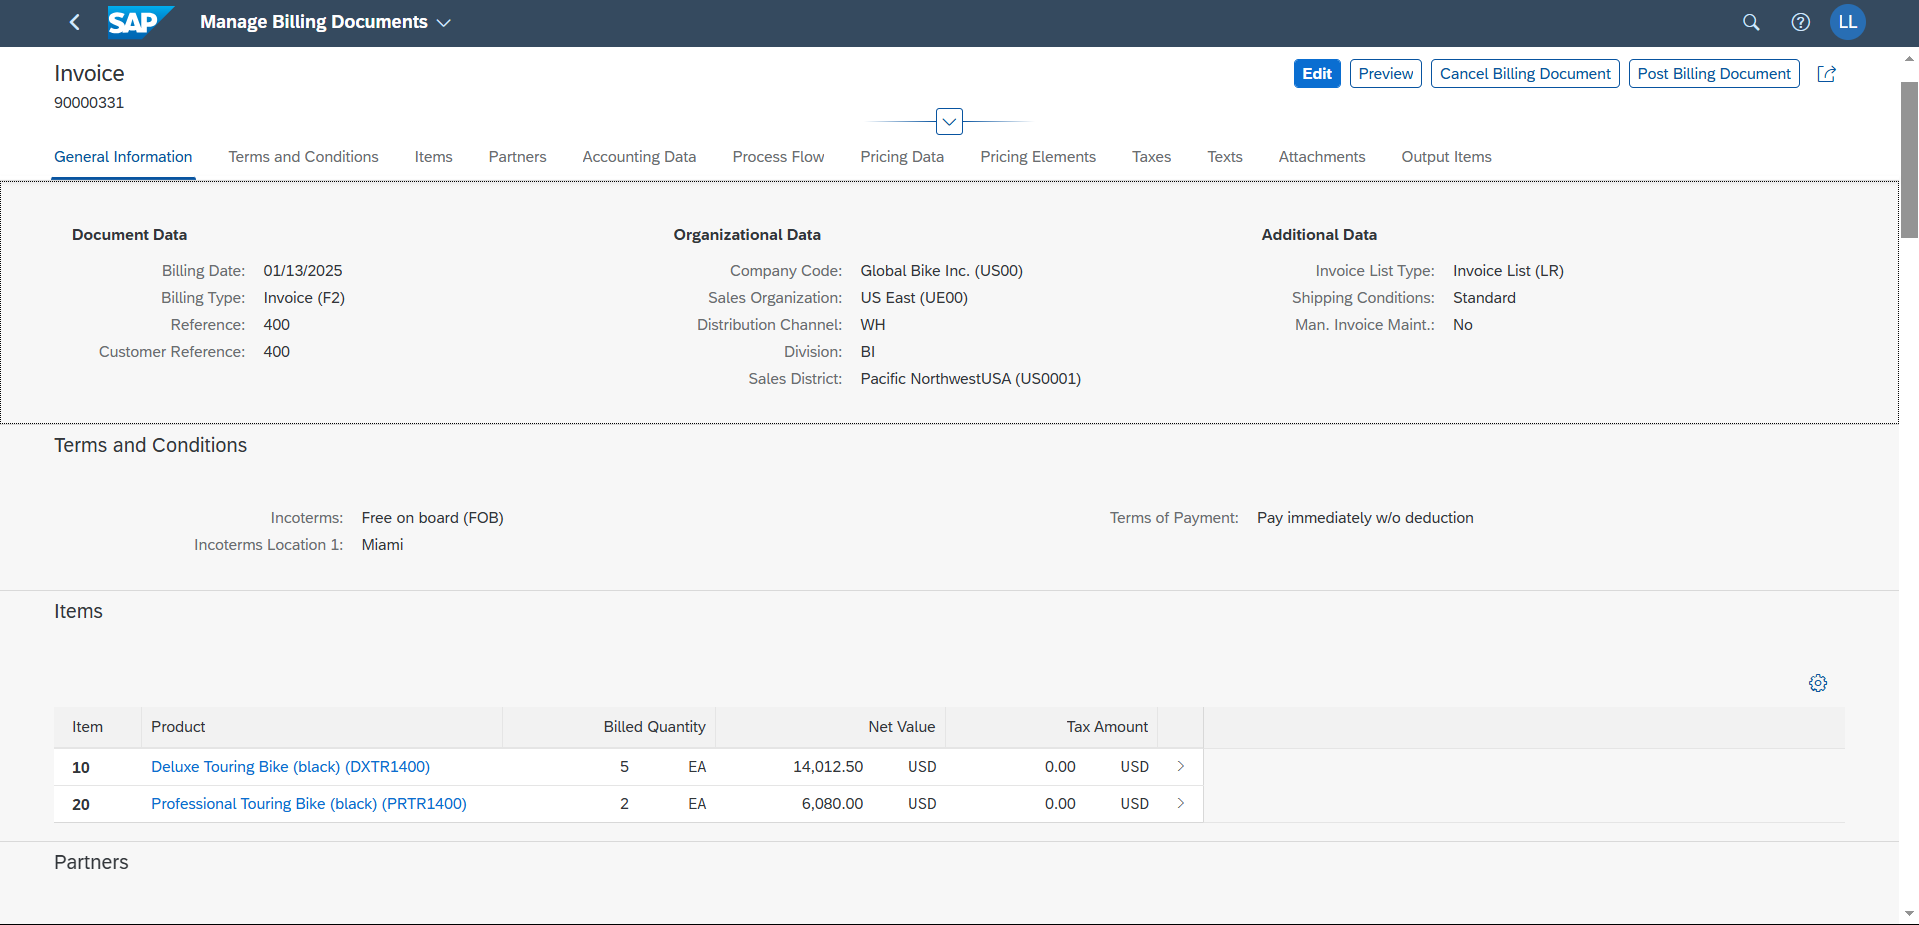 SAP Manage Billing Documents LL
Invoice
Edit Preview Cancel Billing Document Post Billing Document
90000331
General Information Terms and Conditions Items Partners Accounting Data Process Flow Pricing Data Pricing Elements Taxes Texts Attachments Output Items
Document Data Organizational Data Additional Data
Billing Date: 01/13/2025 Company Code: Global Bike Inc. (US00) Invoice List Type: Invoice List (LR)
Billing Type: Invoice (F2) Sales Organization: US East (UE00) Shipping Conditions: Standard
Reference: 400 Distribution Channel: WH Man. Invoice Maint.: No
Customer Reference: 400 Division: BI
Sales District: Pacific NorthwestUSA (US0001)
Terms and Conditions
Incoterms: Free on board (FOB) Terms of Payment: Pay immediately w/o deduction
Incoterms Location 1: Miami
Items
Item Product Billed Quantity Net Value Tax Amount
10 Deluxe Touring Bike (black) (DXTR1400) 5 EA 14,012.50 USD 0.00 USD
20 Professional Touring Bike (black) (PRTR1400) 2 EA 6,080.00 USD 0.00 USD
Partners